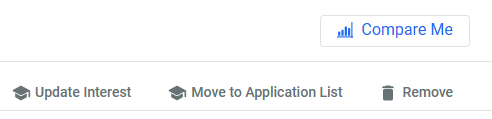 Compare Me
Update Interest Move to Application List Remove